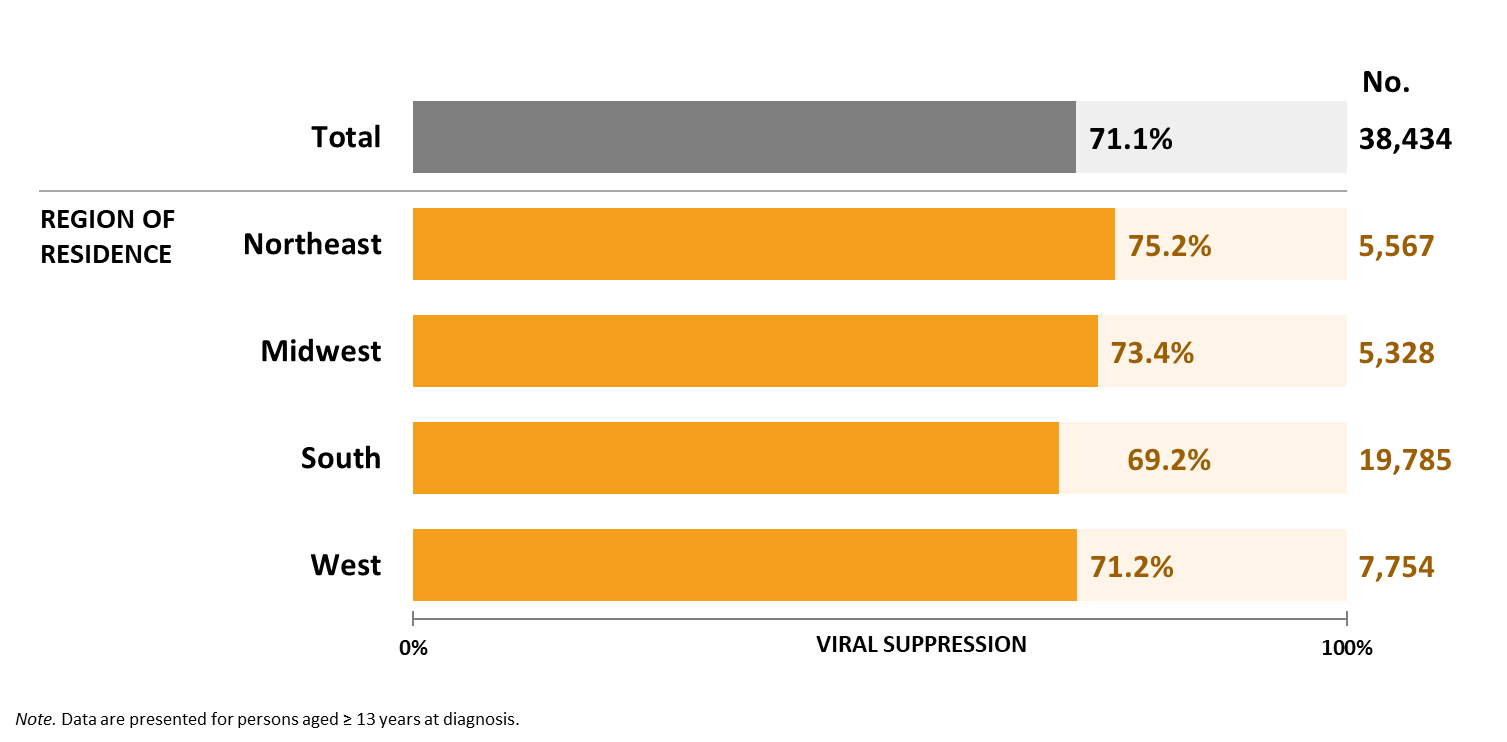 No.
Total 71.1% 38,434
REGION OF
RESIDENCE
Northeast 75.2% 5,567
Midwest 73.4% 5,328
South 69.2% 19,785
West 71.2% 7,754
0% VIRAL SUPPRESSION 100%
Note. Data are presented for persons aged ≥ 13 years at diagnosis.